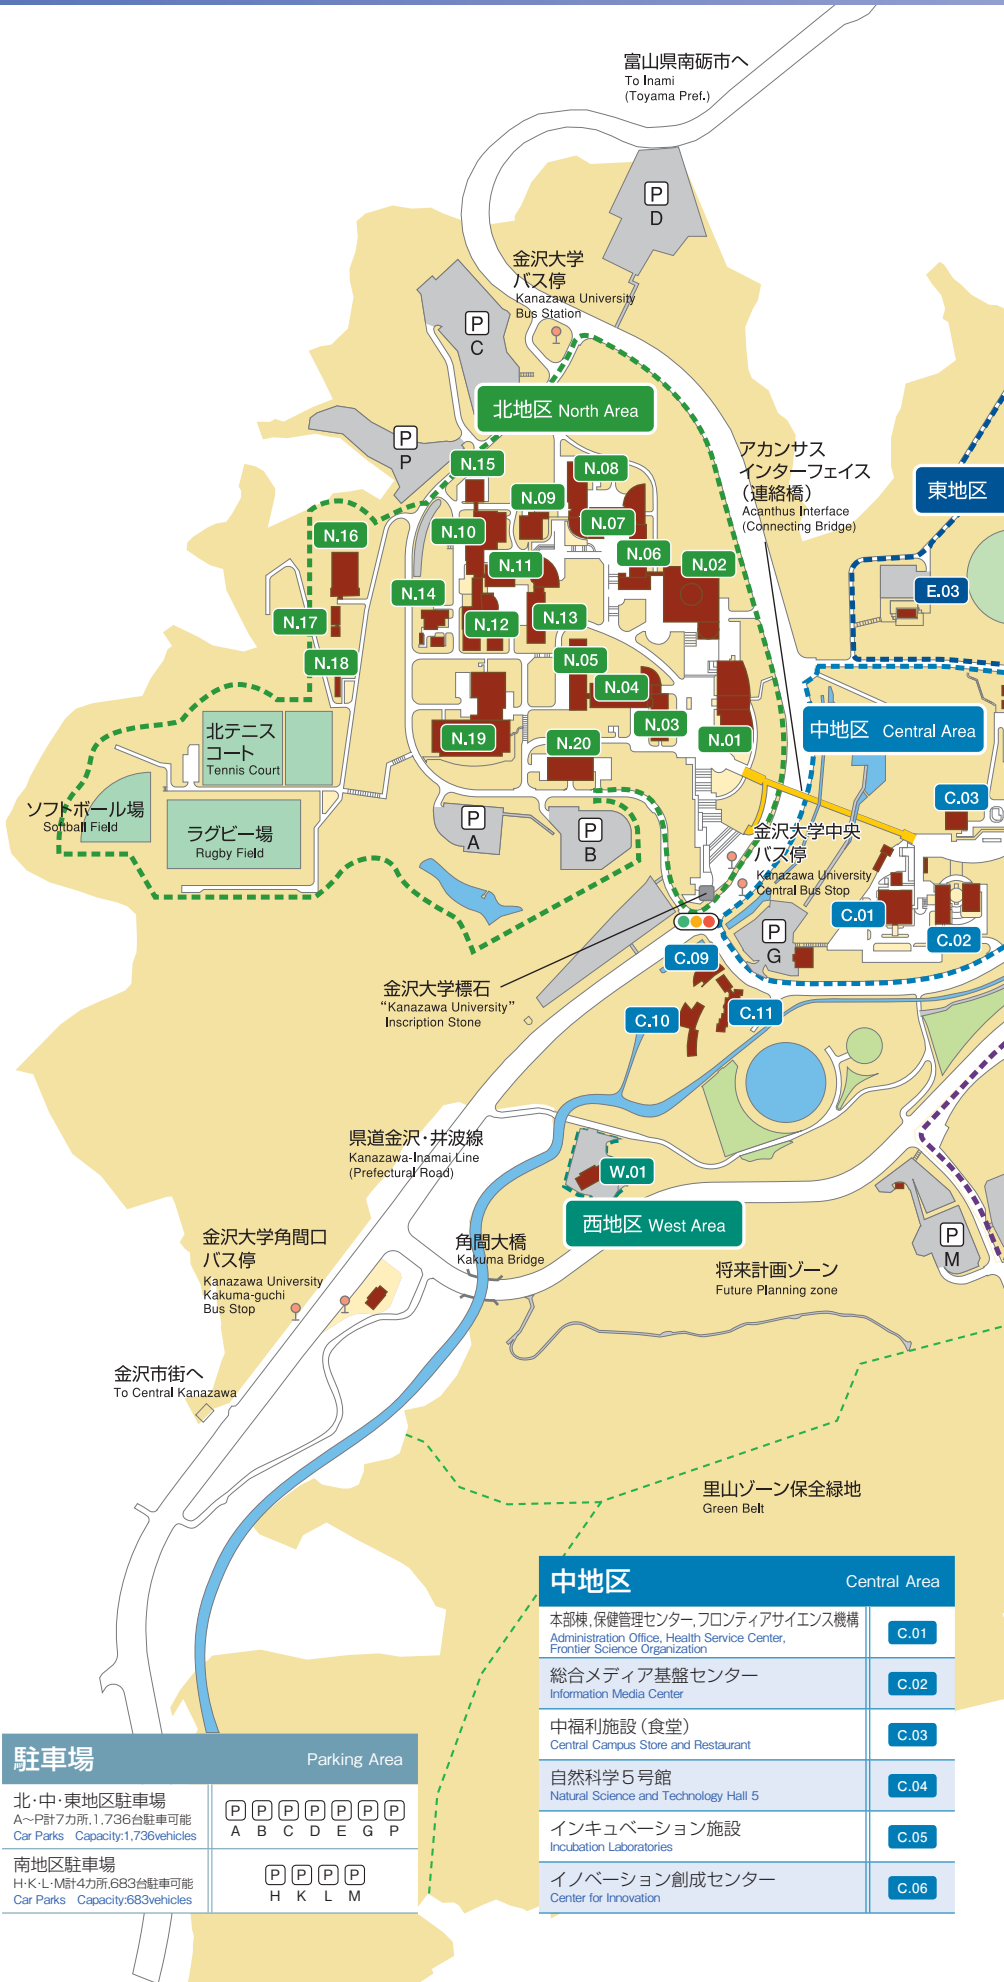 富山県南砺市へ
To Inami
(Toyama Pref.)
P
D
金沢大学
バス停
Kanazawa University
Bus Station
P
C
北地区 North Area
P
P
アカンサス
インターフェイス
（連絡橋）
Acanthus Interface
(Connecting Bridge)
東地区
N.15
N.08
N.09
N.07
N.10
N.16
N.06
N.02
N.11
E.03
N.14
N.17
N.12
N.13
N.18
N.05
N.04
N.03
N.01
N.19
N.20
中地区 Central Area
北テニス
コート
Tennis Court
ソフトボール場
Softball Field
ラグビー場
Rugby Field
P
A
P
B
C.03
金沢大学中央
バス停
Kanazawa University
Central Bus Stop
C.01
C.02
P
G
C.09
金沢大学標石
"Kanazawa University"
Inscription Stone
C.10
C.11
県道金沢・井波線
Kanazawa-Inamai Line
(Prefectural Road)
W.01
西地区 West Area
金沢大学角間口
バス停
Kanazawa University
Kakuma-guchi
Bus Stop
角間大橋
Kakuma Bridge
P
M
将来計画ゾーン
Future Planning zone
金沢市街へ
To Central Kanazawa
里山ゾーン保全緑地
Green Belt
中地区 Central Area
本部棟,保健管理センター,フロンティアサイエンス機構
Administration Office, Health Service Center,
Frontier Science Organization
C.01
総合メディア基盤センター
Information Media Center
C.02
中福利施設（食堂）
Central Campus Store and Restaurant
C.03
自然科学５号館
Natural Science and Technology Hall 5
C.04
インキュベーション施設
Incubation Laboratories
C.05
イノベーション創成センター
Center for Innovation
C.06
駐車場 Parking Area
北・中・東地区駐車場
A〜P計7カ所,1,736台駐車可能
Car Parks Capacity:1,736vehicles
P P P P P P P
A B C D E G P
南地区駐車場
H・K・L・M計4カ所,683台駐車可能
Car Parks Capacity:683vehicles
P P P P
H K L M